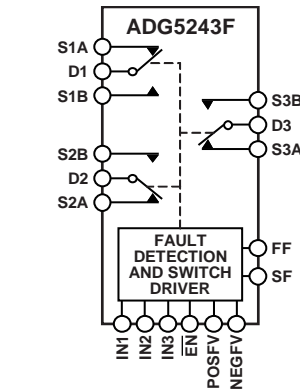 ADG5243F
S1A
D1
S1B
S2B
D2
S2A
S3B
D3
S3A
FAULT
DETECTION
AND SWITCH
DRIVER
FF
SF
IN1
IN2
IN3
EN
POSFV
NEGFV